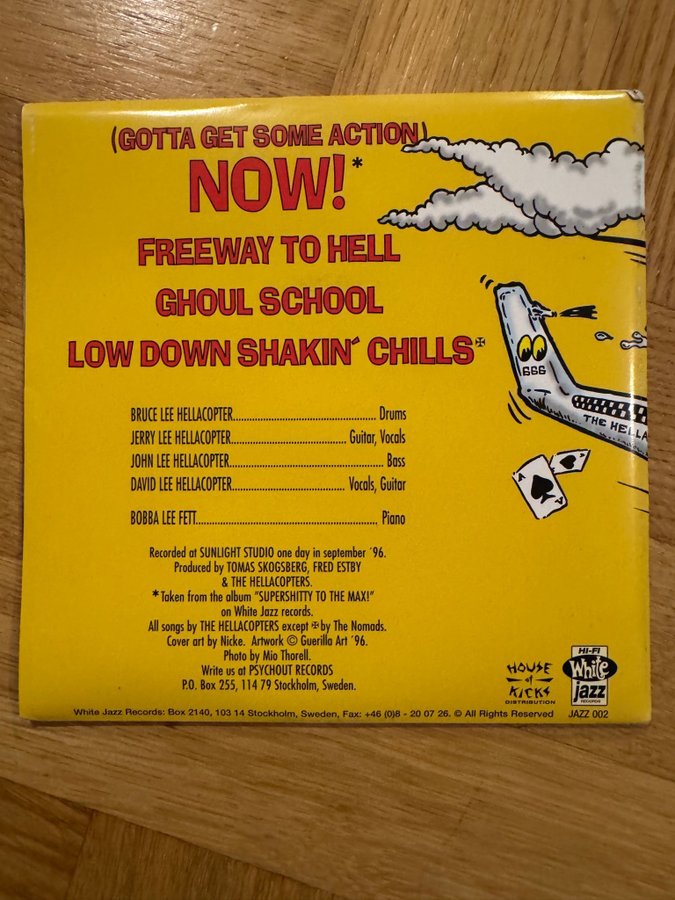 (GOTTA GET SOME ACTION)
NOW!*
FREEWAY TO HELL
GHOUL SCHOOL
LOW DOWN SHAKIN´ CHILLS✠
666
THE HELLA
A
A
BRUCE LEE HELLACOPTER................................................ Drums
JERRY LEE HELLACOPTER...................................... Guitar, Vocals
JOHN LEE HELLACOPTER................................................... Bass
DAVID LEE HELLACOPTER..................................... Vocals, Guitar
BOBBA LEE FETT............................................................ Piano
Recorded at SUNLIGHT STUDIO one day in september ´96.
Produced by TOMAS SKOGSBERG, FRED ESTBY
& THE HELLACOPTERS.
*Taken from the album "SUPERSHITTY TO THE MAX!"
on White Jazz records.
All songs by THE HELLACOPTERS except ✠ by The Nomads.
Cover art by Nicke. Artwork © Guerilla Art ´96.
Photo by Mio Thorell.
Write us at PSYCHOUT RECORDS
P.O. Box 255, 114 79 Stockholm, Sweden.
HOUSE
of
KICKS
DISTRIBUTION
HI-FI
White
jazz
RECORDS
White Jazz Records: Box 2140, 103 14 Stockholm, Sweden, Fax: +46 (0)8 - 20 07 26. © All Rights Reserved
JAZZ 002